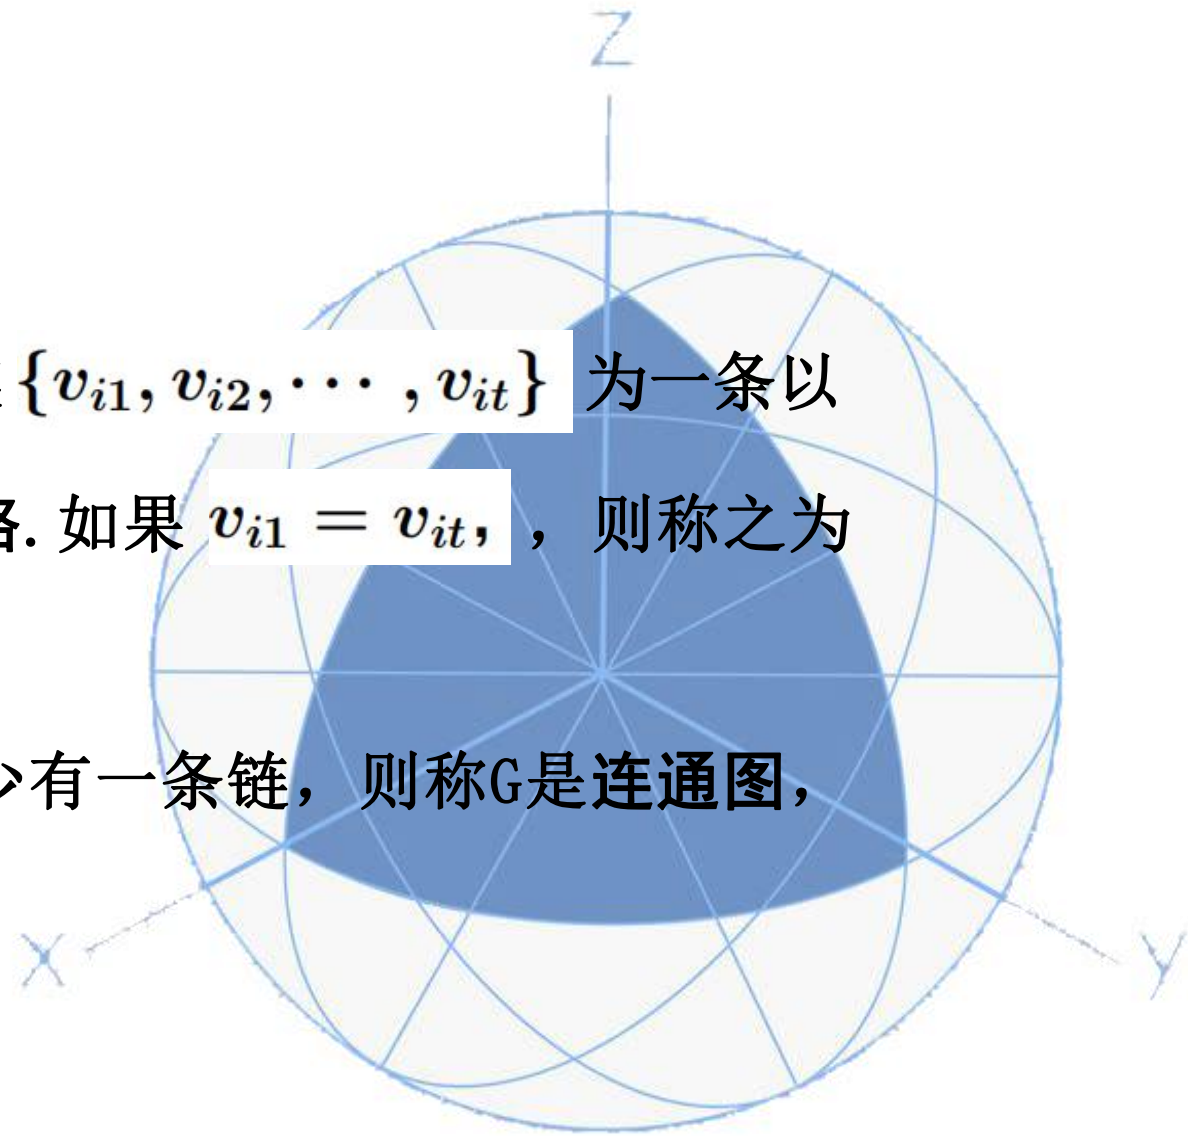 Z
{v_{i1}, v_{i2}, ⋯ , v_{it}} 为一条以
. 如果 v_{i1} = v_{it}, ，则称之为
有一条链，则称G是连通图，
X
Y